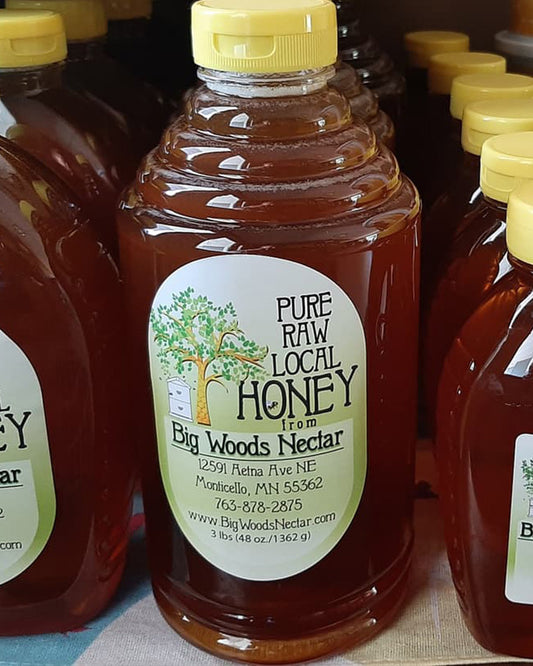 PURE
RAW
LOCAL
HONEY
from
Big Woods Nectar
12591 Aetna Ave NE
Monticello, MN 55362
763-878-2875
www.BigWoodsNectar.com
3 lbs (48 oz./1362 g)